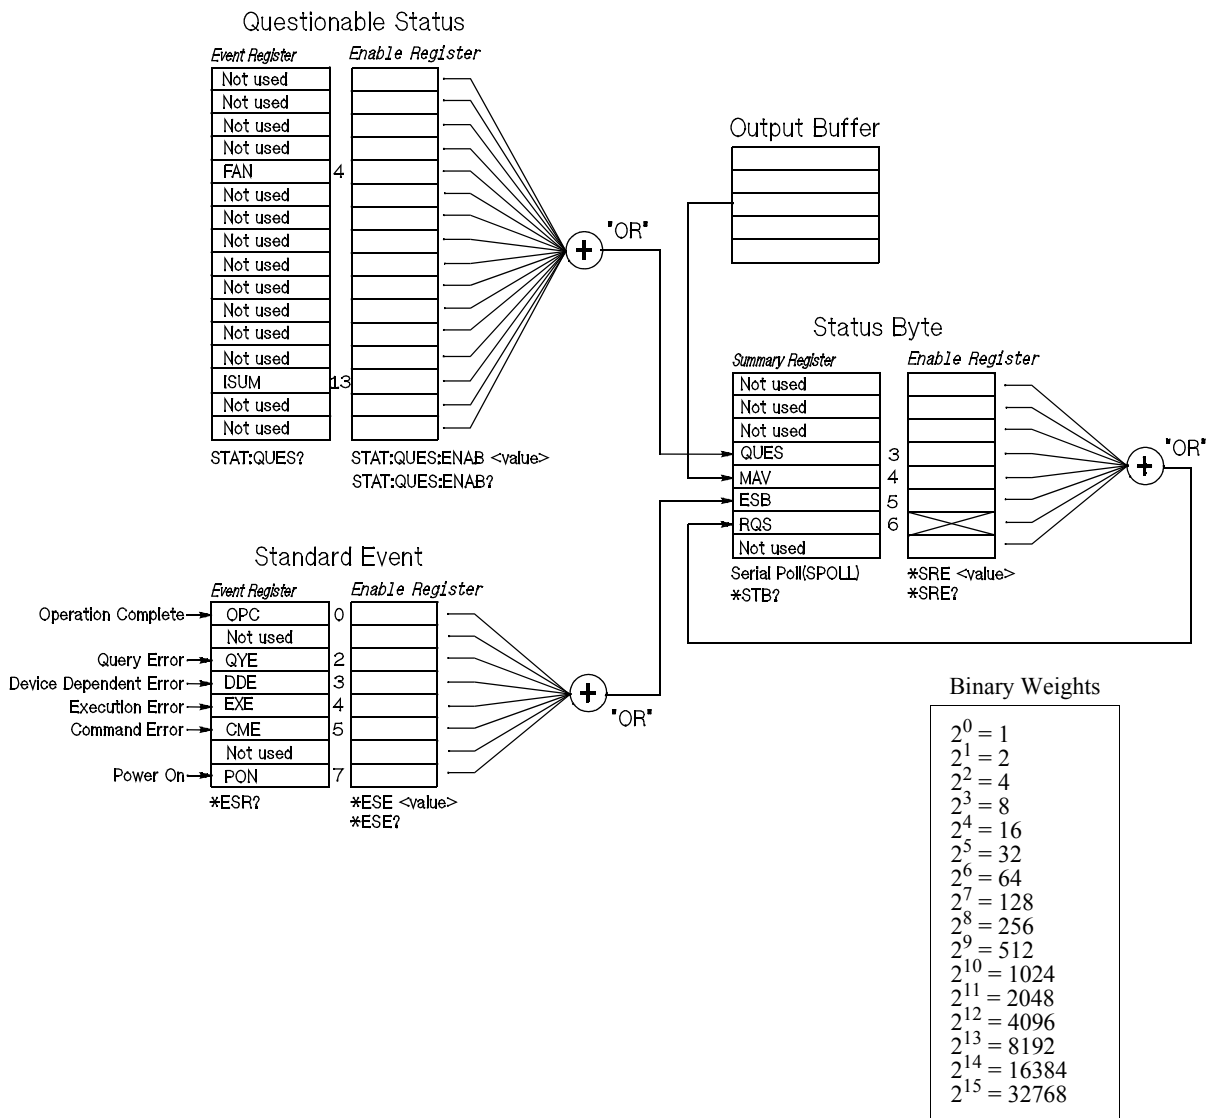 Questionable Status
Event Register
Enable Register
Not used
Not used
Not used
Not used
FAN 4
Not used
Not used
Not used
Not used
Not used
Not used
Not used
Not used
ISUM 13
Not used
Not used
STAT:QUES?
STAT:QUES:ENAB <value>
STAT:QUES:ENAB?
+
"OR"
Output Buffer
Status Byte
Summary Register
Enable Register
Not used
Not used
Not used
QUES 3
MAV 4
ESB 5
RQS 6
Not used
Serial Poll(SPOLL)
*STB?
*SRE <value>
*SRE?
+
"OR"
Standard Event
Event Register
Enable Register
Operation Complete OPC 0
Not used
Query Error QYE 2
Device Dependent Error DDE 3
Execution Error EXE 4
Command Error CME 5
Not used
Power On PON 7
*ESR?
*ESE <value>
*ESE?
+
"OR"
Binary Weights
2^0 = 1
2^1 = 2
2^2 = 4
2^3 = 8
2^4 = 16
2^5 = 32
2^6 = 64
2^7 = 128
2^8 = 256
2^9 = 512
2^10 = 1024
2^11 = 2048
2^12 = 4096
2^13 = 8192
2^14 = 16384
2^15 = 32768